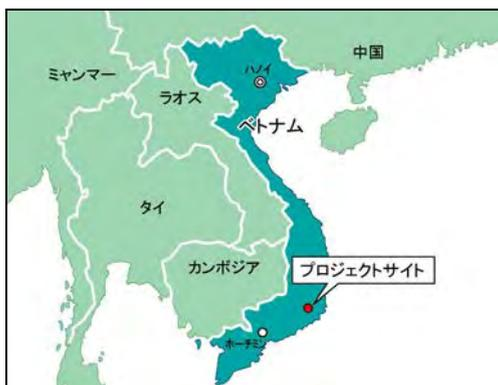 中国
ミャンマー
ハノイ
ラオス
ベトナム
タイ
カンボジア
プロジェクトサイト
ホーチミン